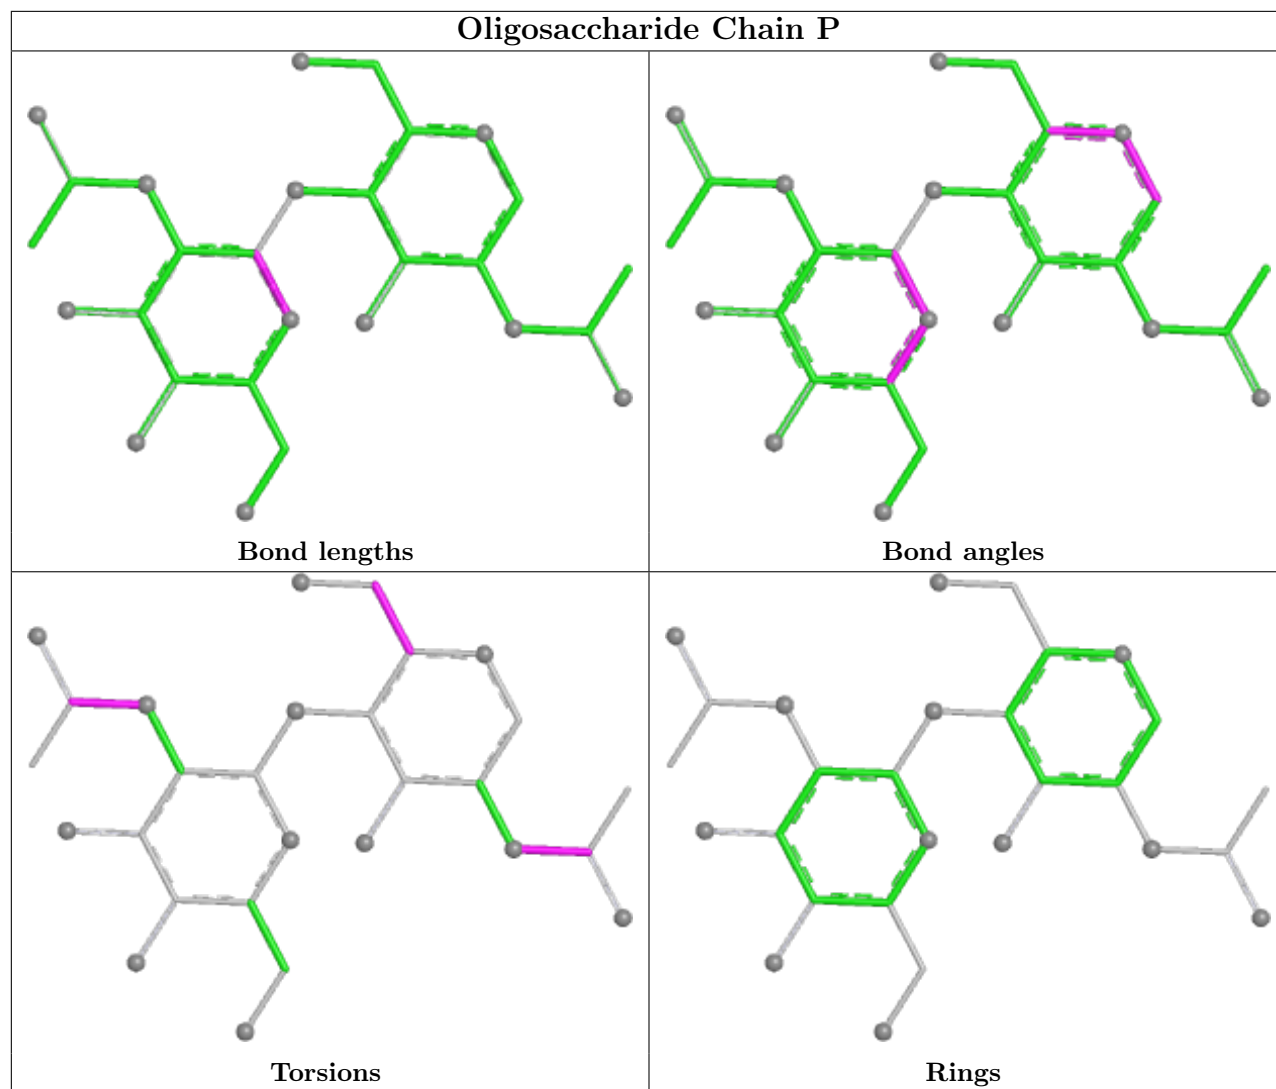 Oligosaccharide Chain P
Bond lengths
Bond angles
Torsions
Rings